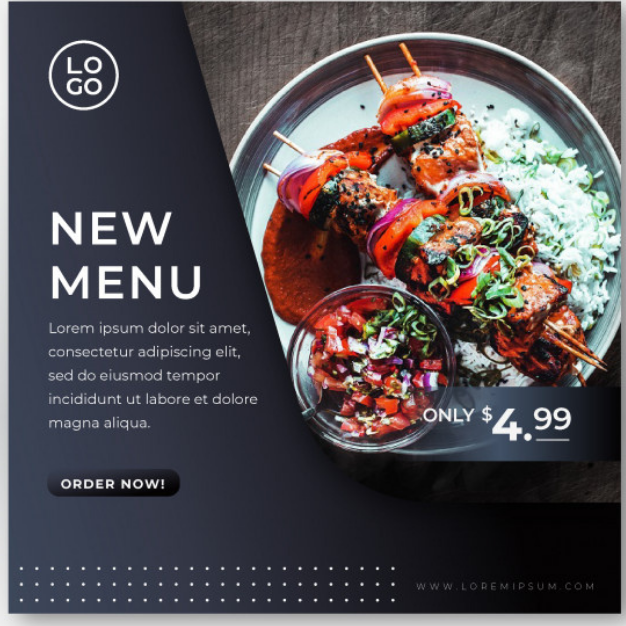 LO
GO
NEW
MENU
Lorem ipsum dolor sit amet,
consectetur adipiscing elit,
sed do eiusmod tempor
incididunt ut labore et dolore
magna aliqua.
ONLY $4.99
ORDER NOW!
WWW.LOREMIPSUM.COM